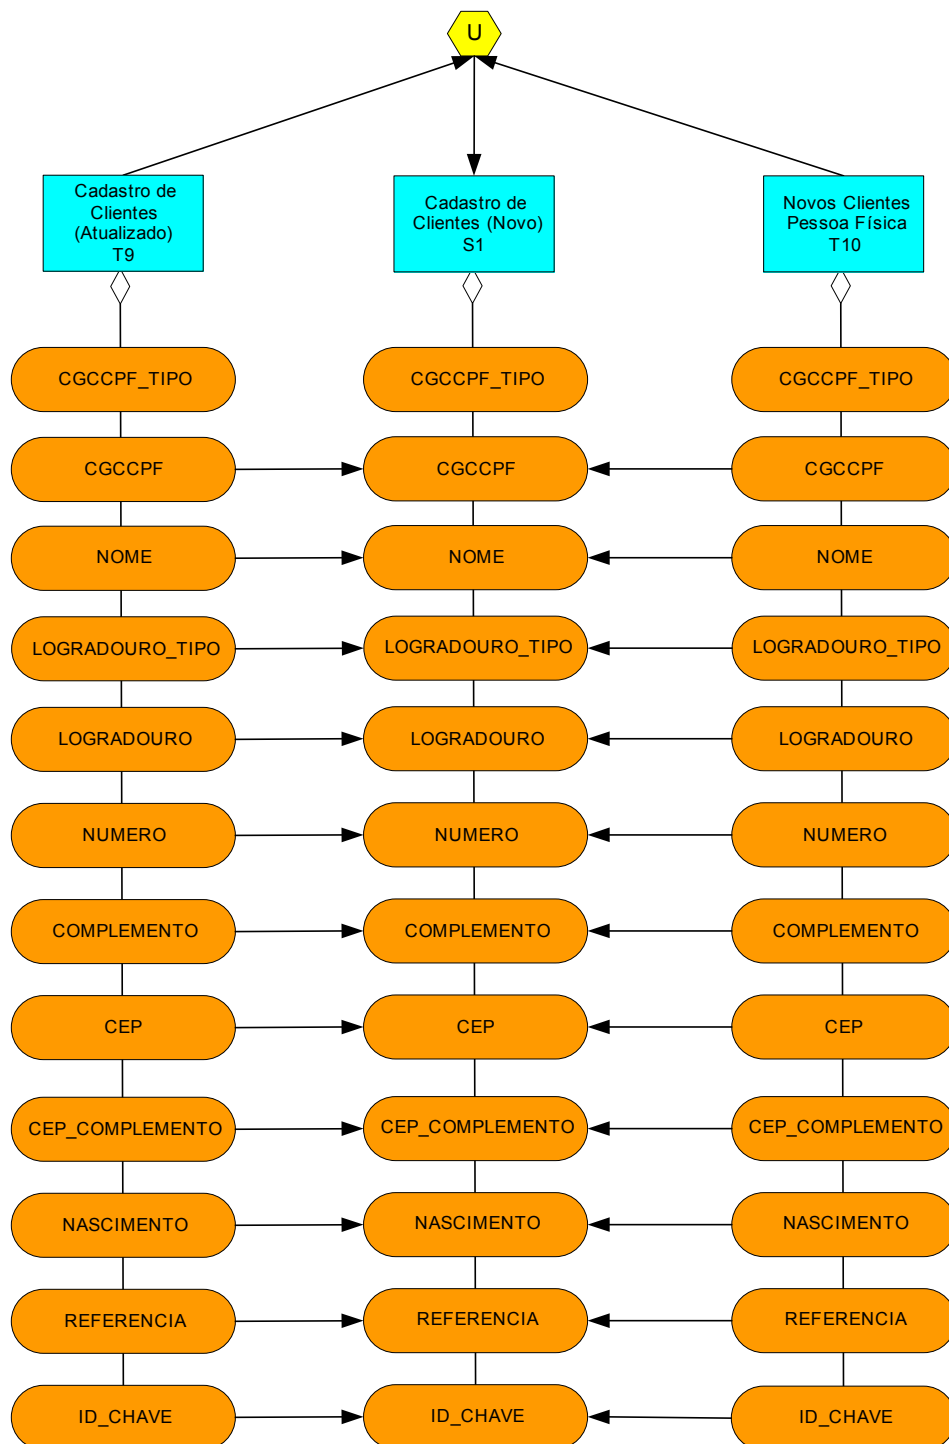 U
Cadastro de
Clientes
(Atualizado)
T9
Cadastro de
Clientes (Novo)
S1
Novos Clientes
Pessoa Física
T10
CGCCPF_TIPO
CGCCPF_TIPO
CGCCPF_TIPO
CGCCPF
CGCCPF
CGCCPF
NOME
NOME
NOME
LOGRADOURO_TIPO
LOGRADOURO_TIPO
LOGRADOURO_TIPO
LOGRADOURO
LOGRADOURO
LOGRADOURO
NUMERO
NUMERO
NUMERO
COMPLEMENTO
COMPLEMENTO
COMPLEMENTO
CEP
CEP
CEP
CEP_COMPLEMENTO
CEP_COMPLEMENTO
CEP_COMPLEMENTO
NASCIMENTO
NASCIMENTO
NASCIMENTO
REFERENCIA
REFERENCIA
REFERENCIA
ID_CHAVE
ID_CHAVE
ID_CHAVE